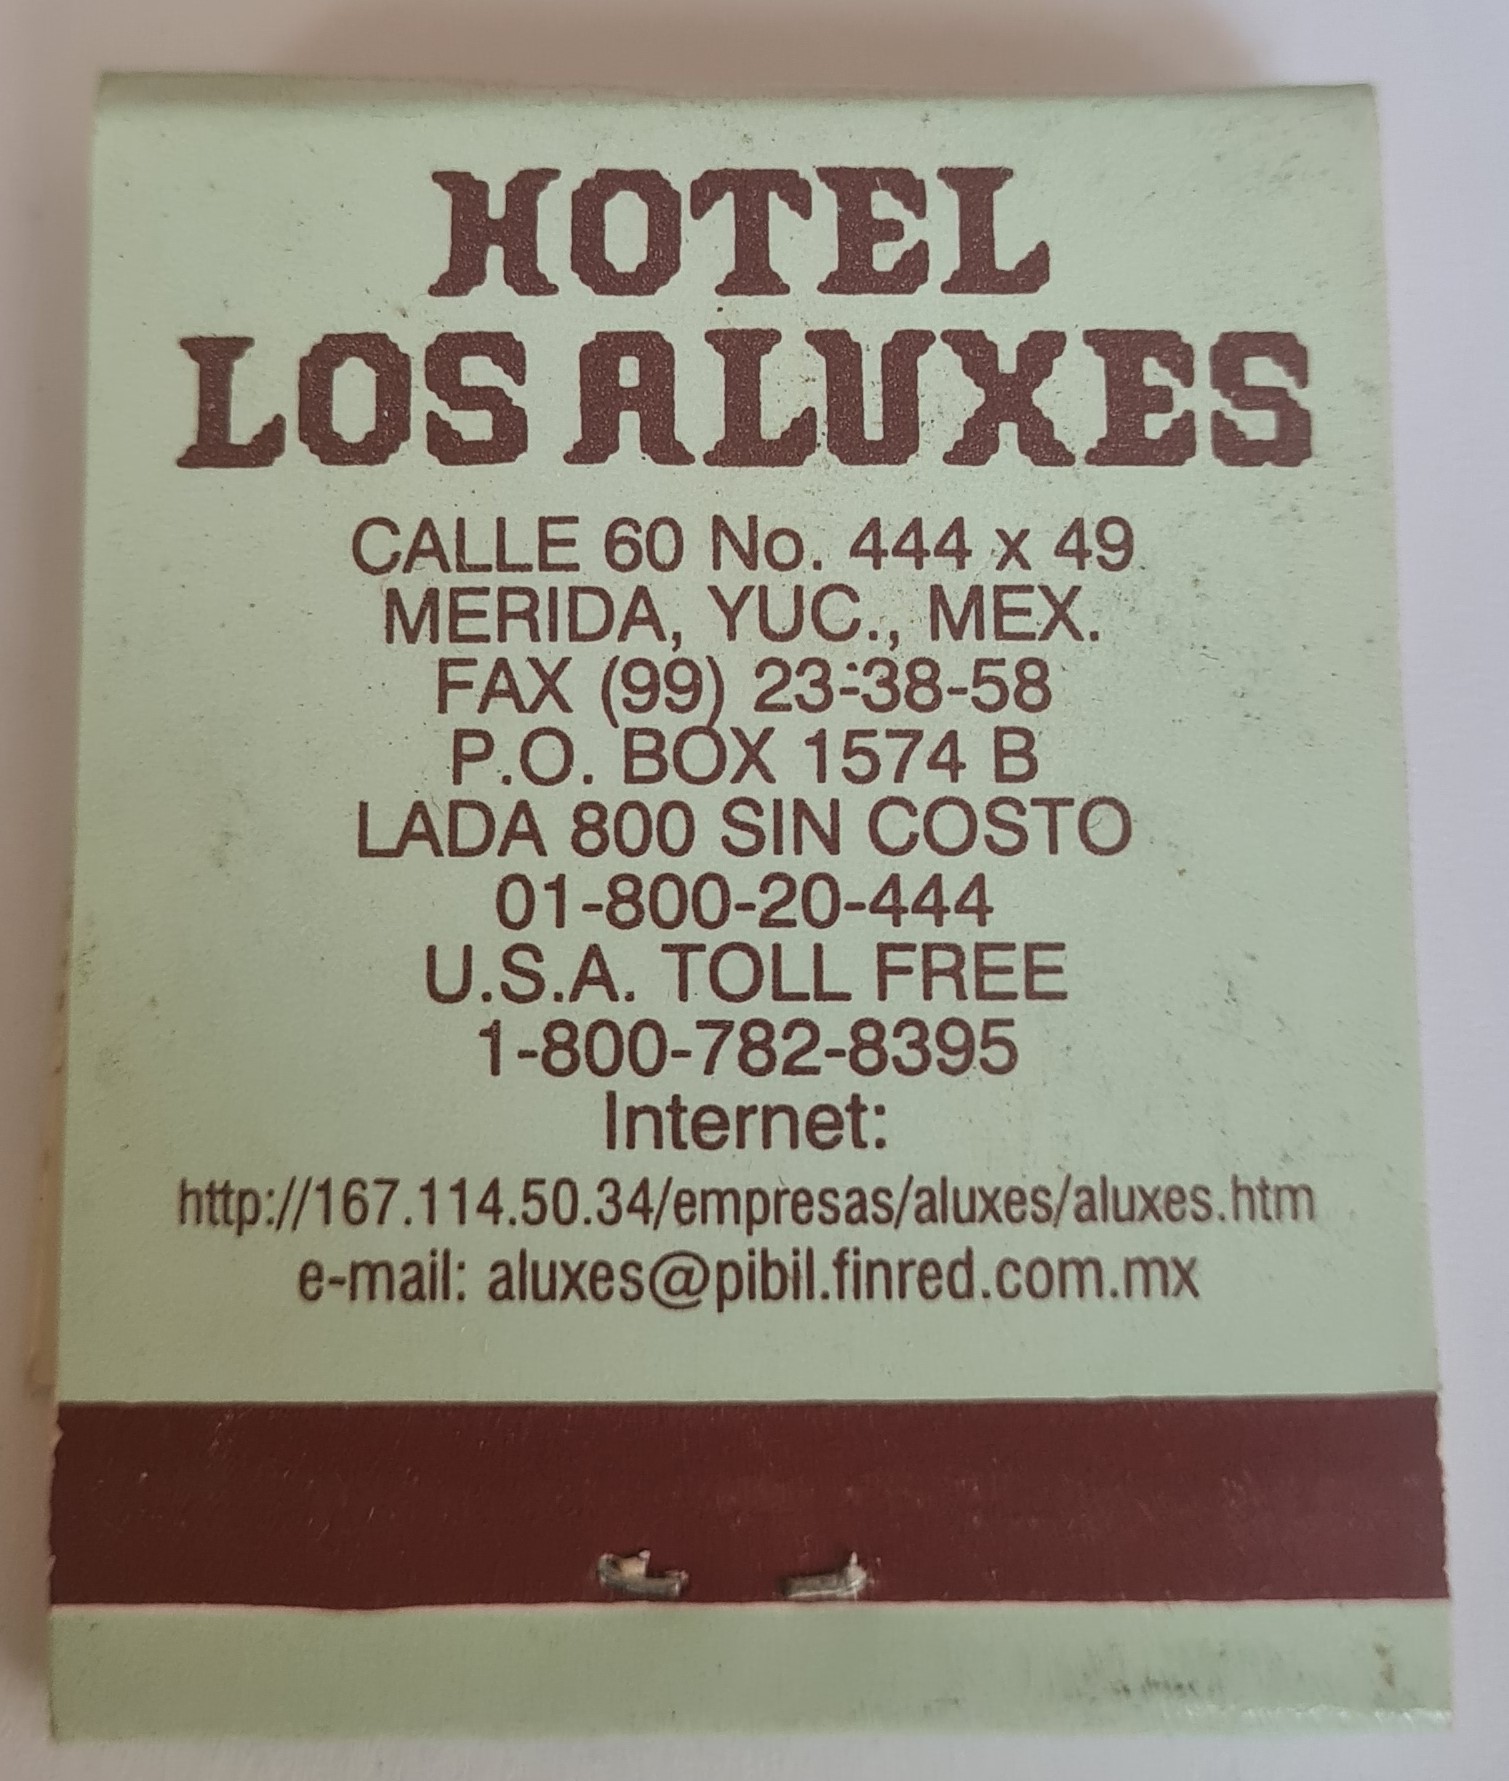 HOTEL
LOS ALUXES
CALLE 60 No. 444 x 49
MERIDA, YUC., MEX.
FAX (99) 23-38-58
P.O. BOX 1574 B
LADA 800 SIN COSTO
01-800-20-444
U.S.A. TOLL FREE
1-800-782-8395
Internet:
http://167.114.50.34/empresas/aluxes/aluxes.htm
e-mail: aluxes@pibil.finred.com.mx